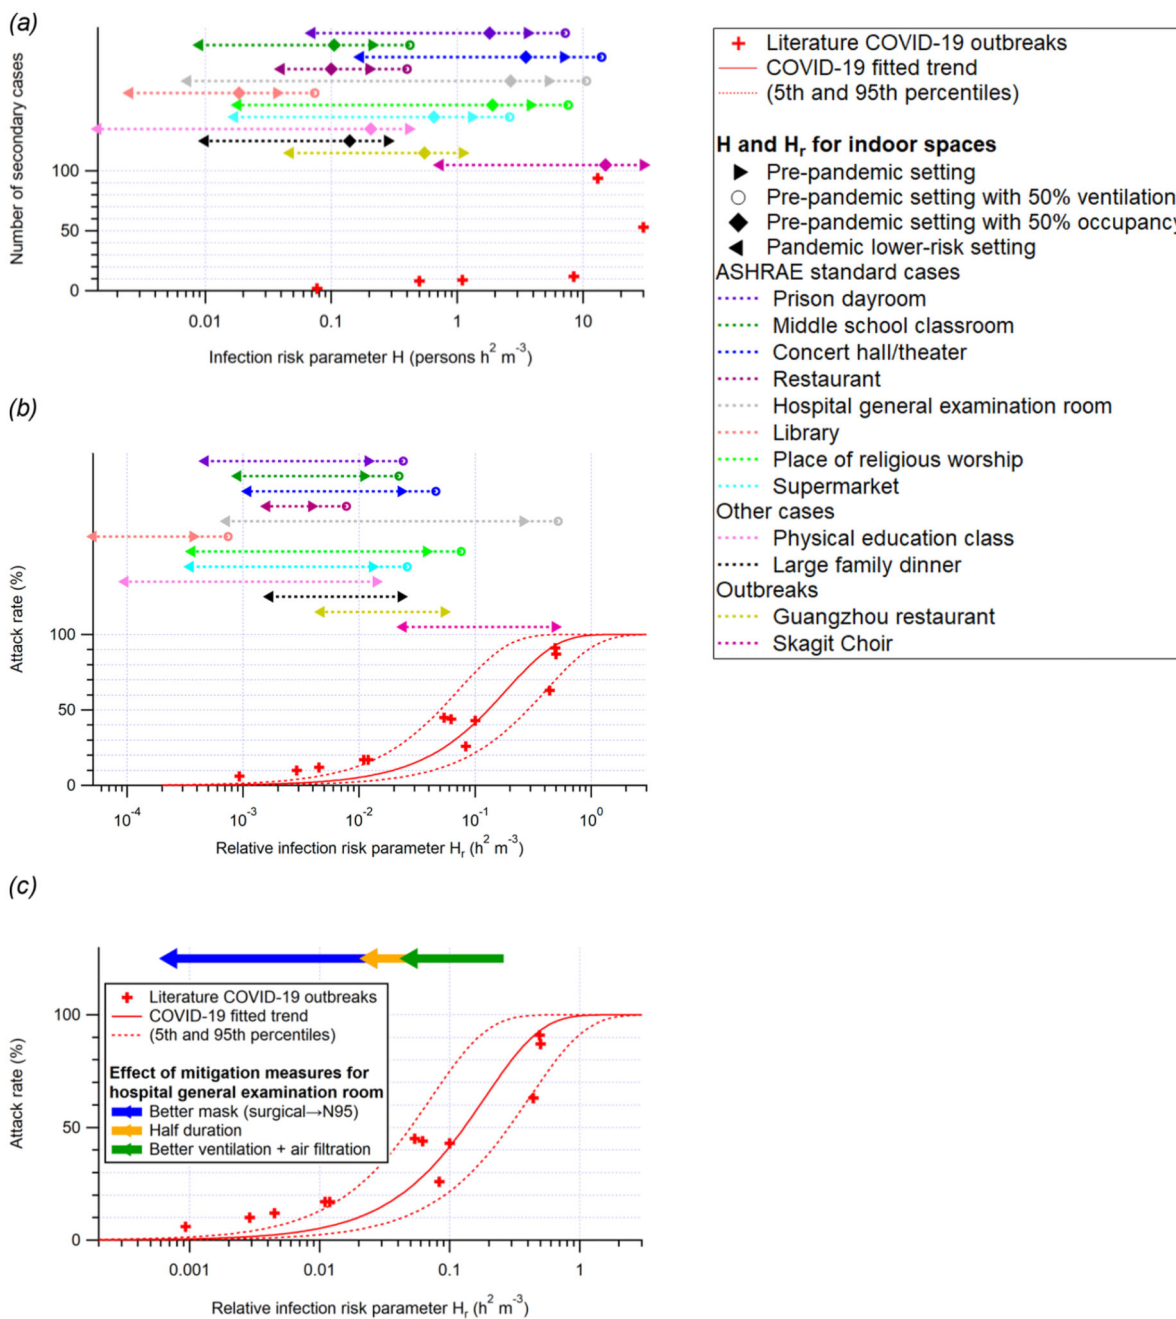 (a)
Number of secondary cases
100
50
0
0.01
0.1
1
10
Infection risk parameter H (persons h² m⁻³)
Literature COVID-19 outbreaks
COVID-19 fitted trend
(5th and 95th percentiles)
H and Hᵣ for indoor spaces
Pre-pandemic setting
Pre-pandemic setting with 50% ventilation
Pre-pandemic setting with 50% occupancy
Pandemic lower-risk setting
ASHRAE standard cases
Prison dayroom
Middle school classroom
Concert hall/theater
Restaurant
Hospital general examination room
Library
Place of religious worship
Supermarket
Other cases
Physical education class
Large family dinner
Outbreaks
Guangzhou restaurant
Skagit Choir
(b)
Attack rate (%)
100
50
0
10⁻⁴
10⁻³
10⁻²
10⁻¹
10⁰
Relative infection risk parameter Hᵣ (h² m⁻³)
(c)
Attack rate (%)
100
50
0
Literature COVID-19 outbreaks
COVID-19 fitted trend
(5th and 95th percentiles)
Effect of mitigation measures for
hospital general examination room
Better mask (surgical→N95)
Half duration
Better ventilation + air filtration
0.001
0.01
0.1
1
Relative infection risk parameter Hᵣ (h² m⁻³)